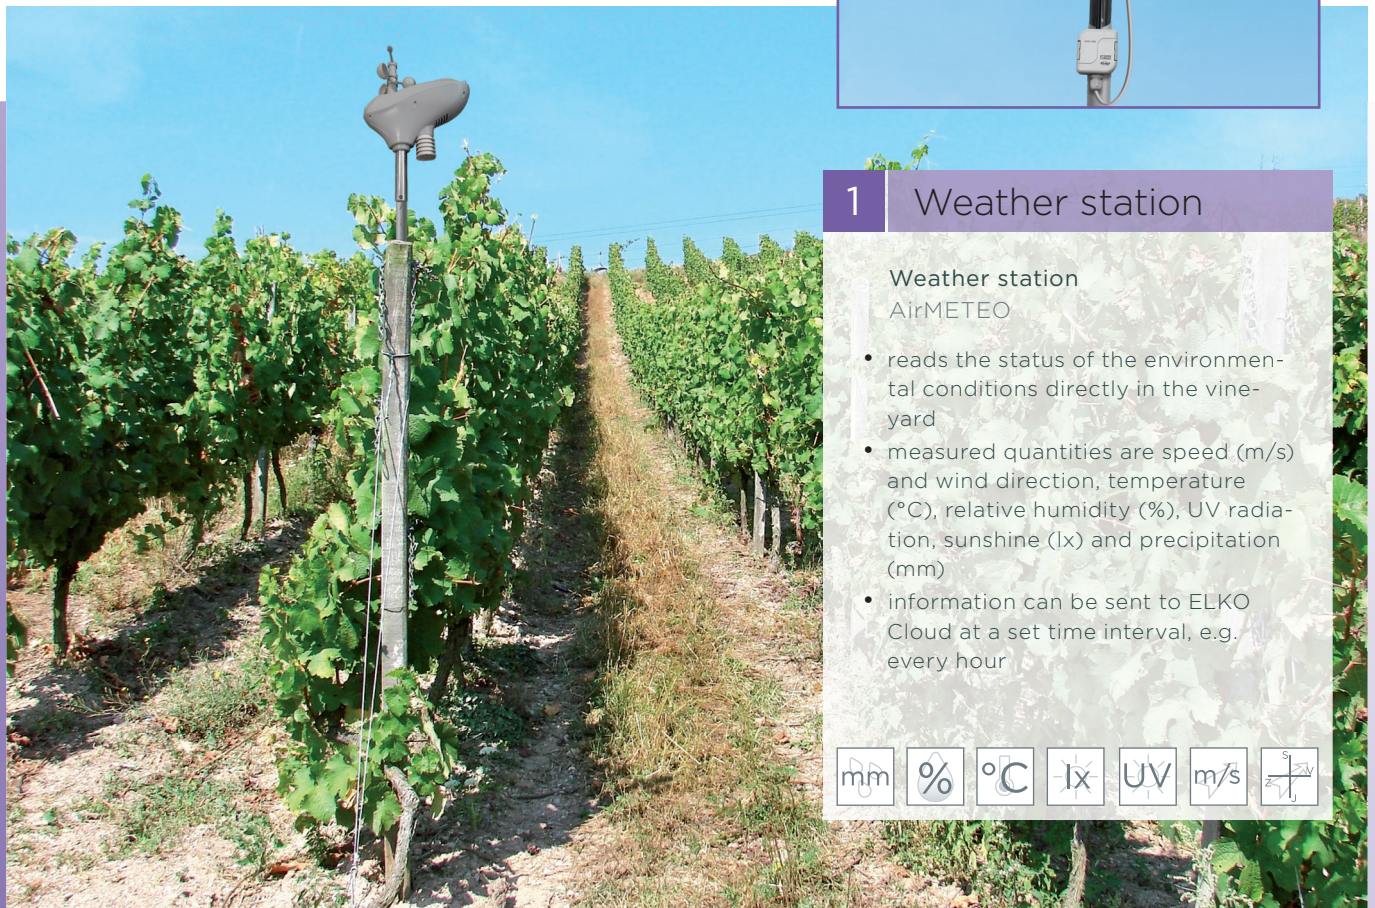 1 Weather station
Weather station
AirMETEO
• reads the status of the environmen-
tal conditions directly in the vine-
yard
• measured quantities are speed (m/s)
and wind direction, temperature
(°C), relative humidity (%), UV radia-
tion, sunshine (lx) and precipitation
(mm)
• information can be sent to ELKO
Cloud at a set time interval, e.g.
every hour
mm % °C lx UV m/s S V J Z